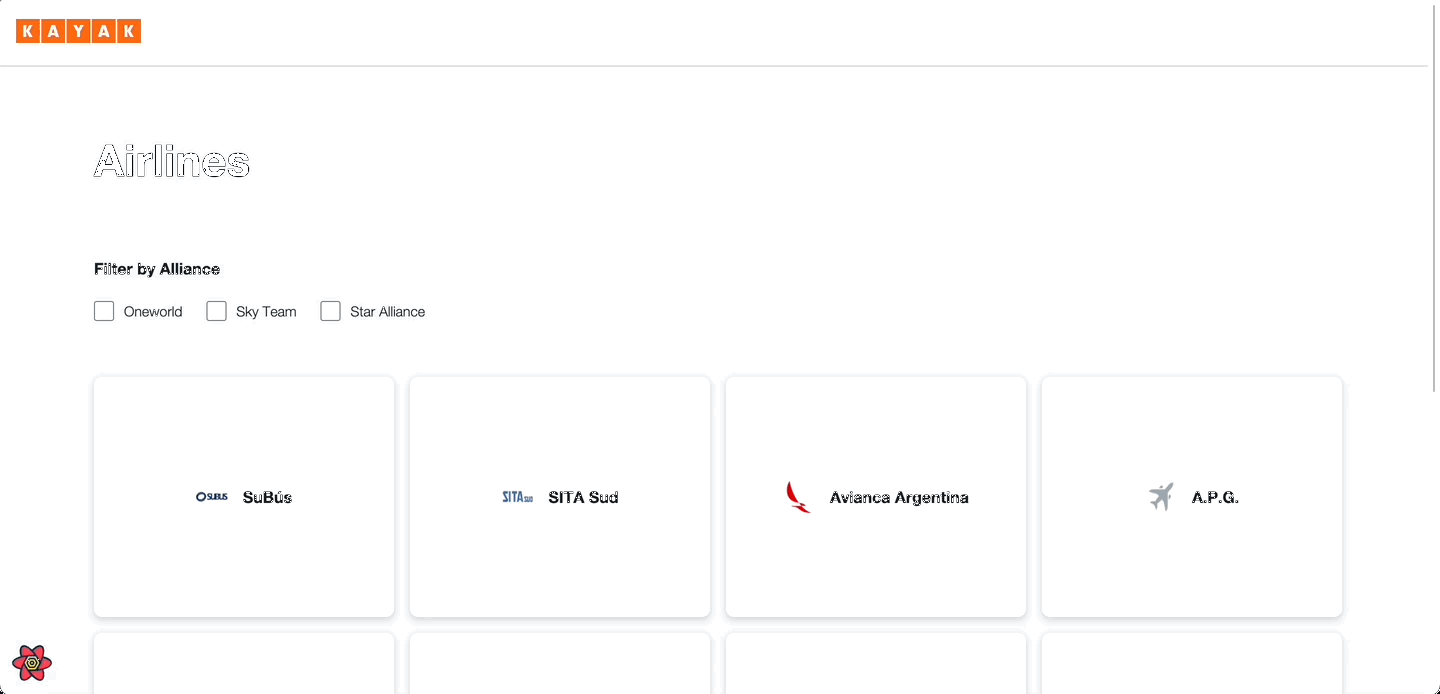 KAYAK
Airlines
Filter by Alliance
Oneworld Sky Team Star Alliance
SUBUS SuBús SITA SUD SITA Sud Avianca Argentina A.P.G.